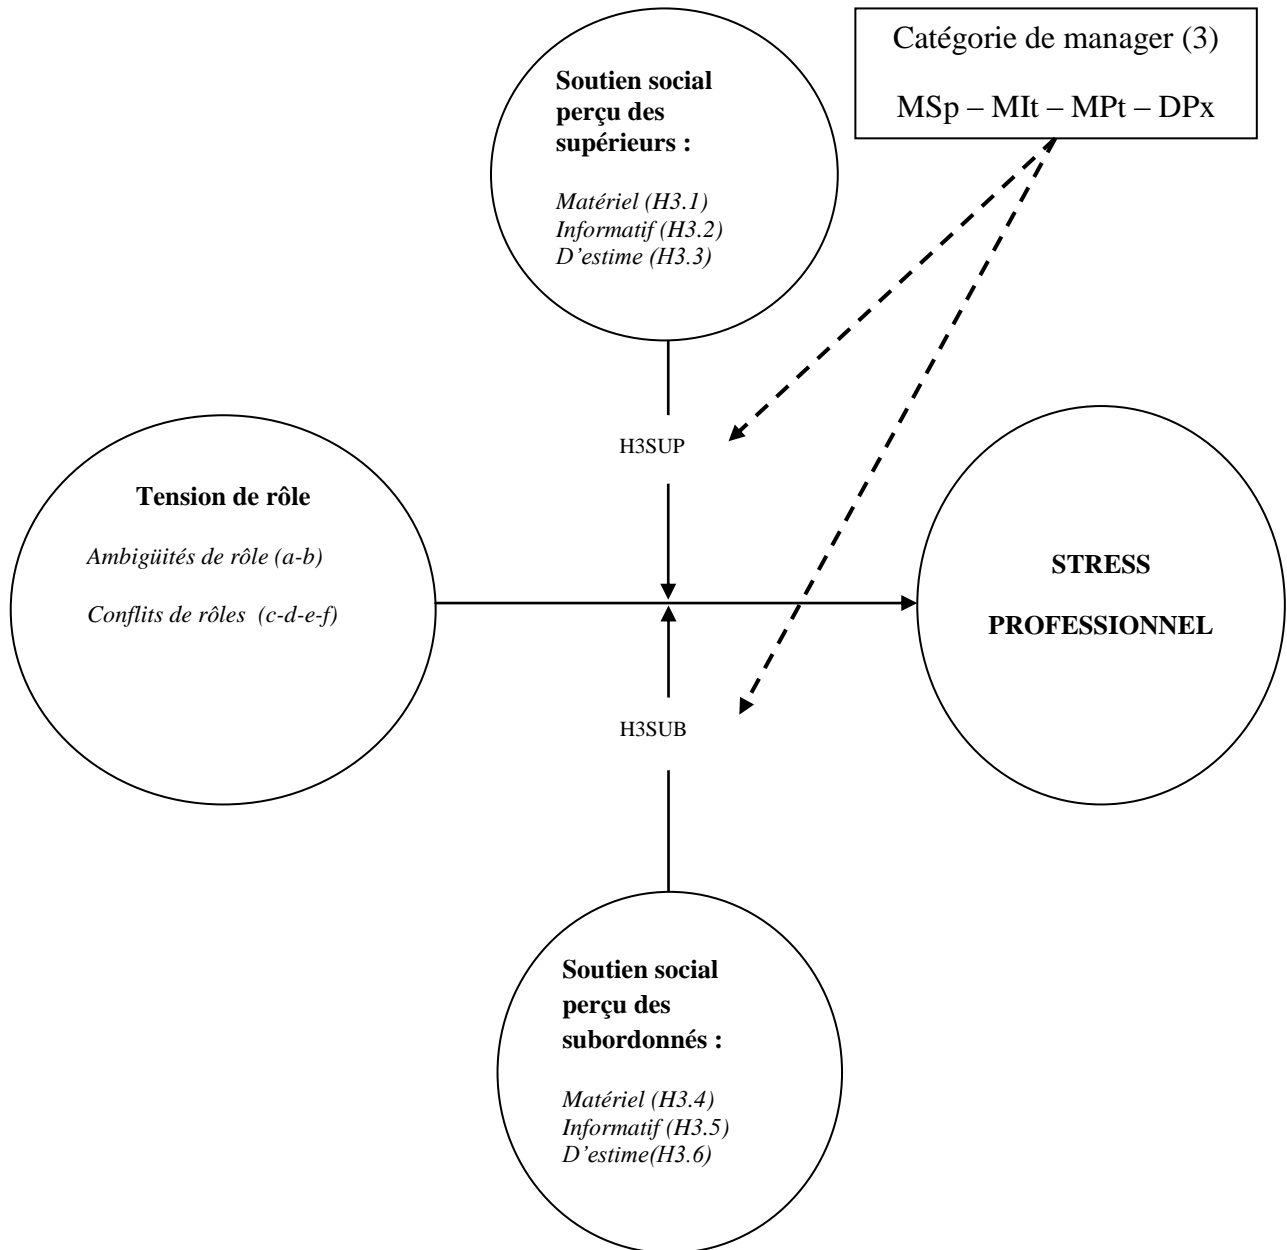 Catégorie de manager (3)
MSp – MIt – MPt – DPx
Soutien social
perçu des
supérieurs :
Matériel (H3.1)
Informatif (H3.2)
D’estime (H3.3)
H3SUP
Tension de rôle
Ambigüités de rôle (a-b)
Conflits de rôles (c-d-e-f)
STRESS
PROFESSIONNEL
H3SUB
Soutien social
perçu des
subordonnés :
Matériel (H3.4)
Informatif (H3.5)
D’estime(H3.6)